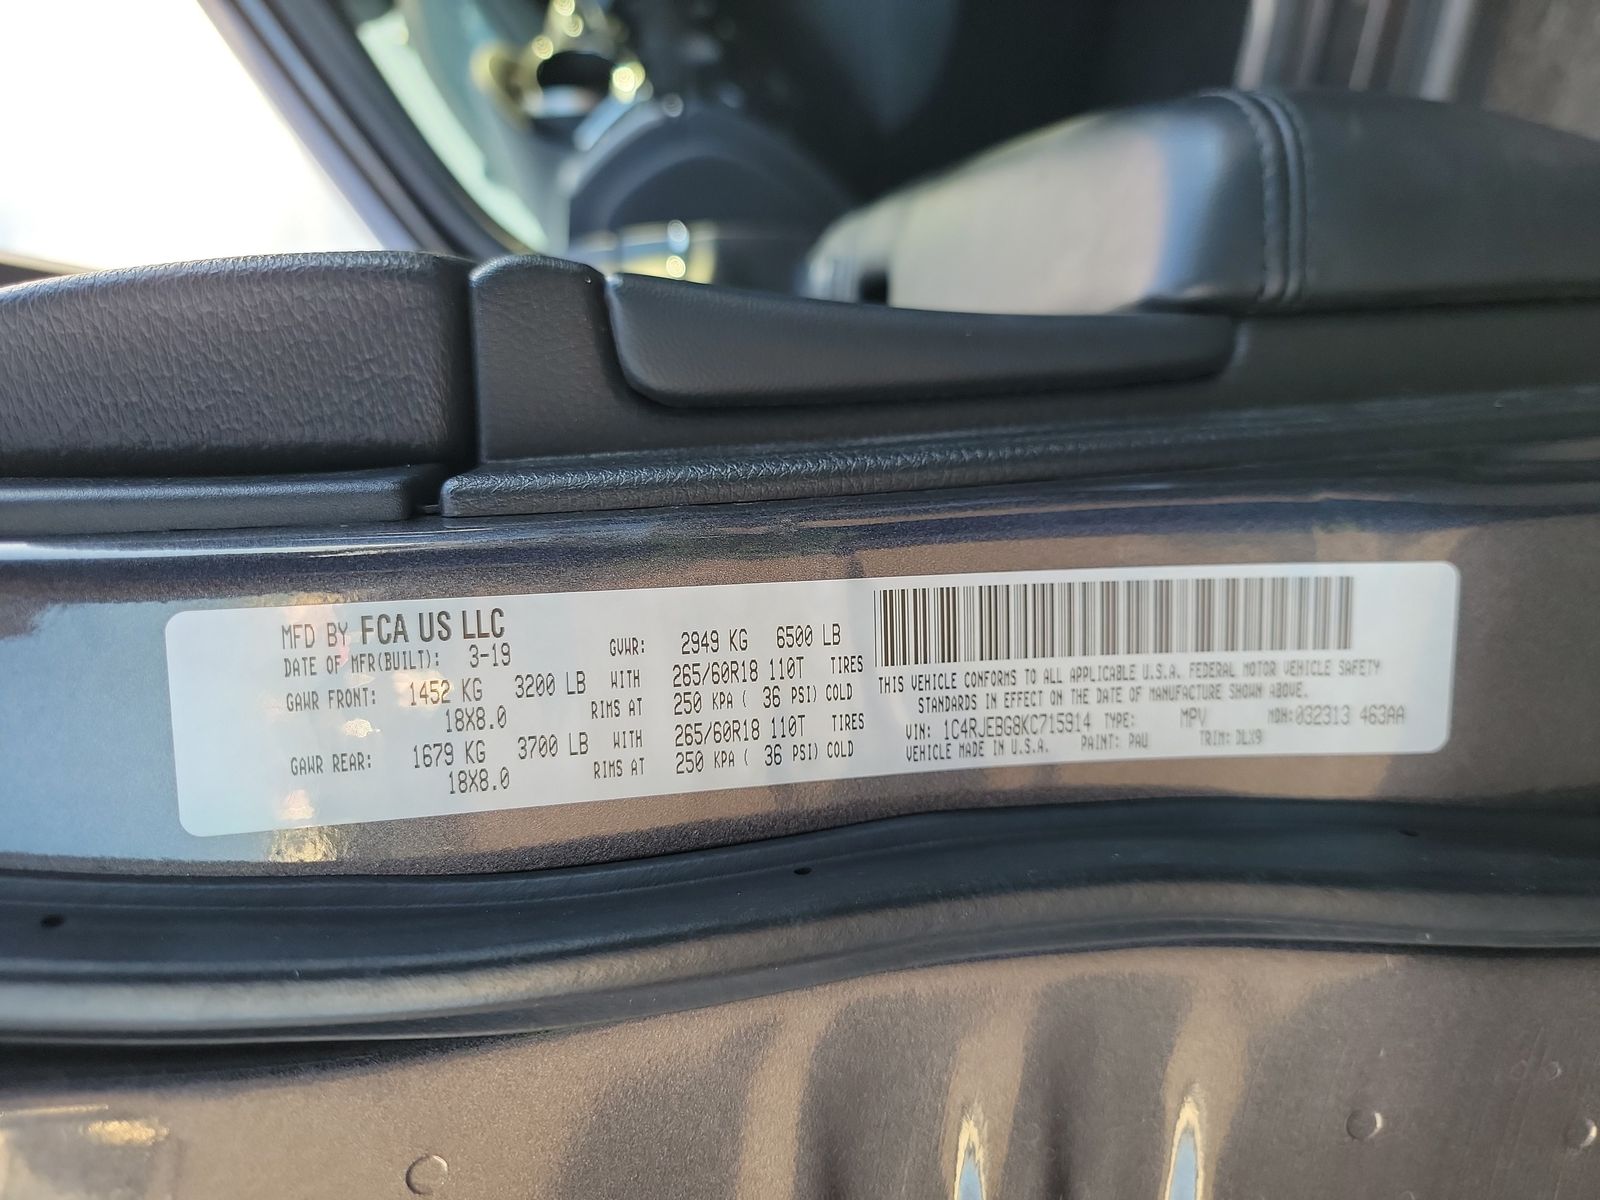 MFD BY FCA US LLC
DATE OF MFR(BUILT): 3-19 GVWR: 2949 KG 6500 LB
GAWR FRONT: 1452 KG 3200 LB WITH 265/60R18 110T TIRES
18X8.0 RIMS AT 250 KPA ( 36 PSI) COLD
GAWR REAR: 1679 KG 3700 LB WITH 265/60R18 110T TIRES
18X8.0 RIMS AT 250 KPA ( 36 PSI) COLD
THIS VEHICLE CONFORMS TO ALL APPLICABLE U.S.A. FEDERAL MOTOR VEHICLE SAFETY
STANDARDS IN EFFECT ON THE DATE OF MANUFACTURE SHOWN ABOVE.
VIN: 1C4RJEBG8KC715914 TYPE: MPV MDH:032313 463AA
VEHICLE MADE IN U.S.A. PAINT: PAU TRIM: DLX9